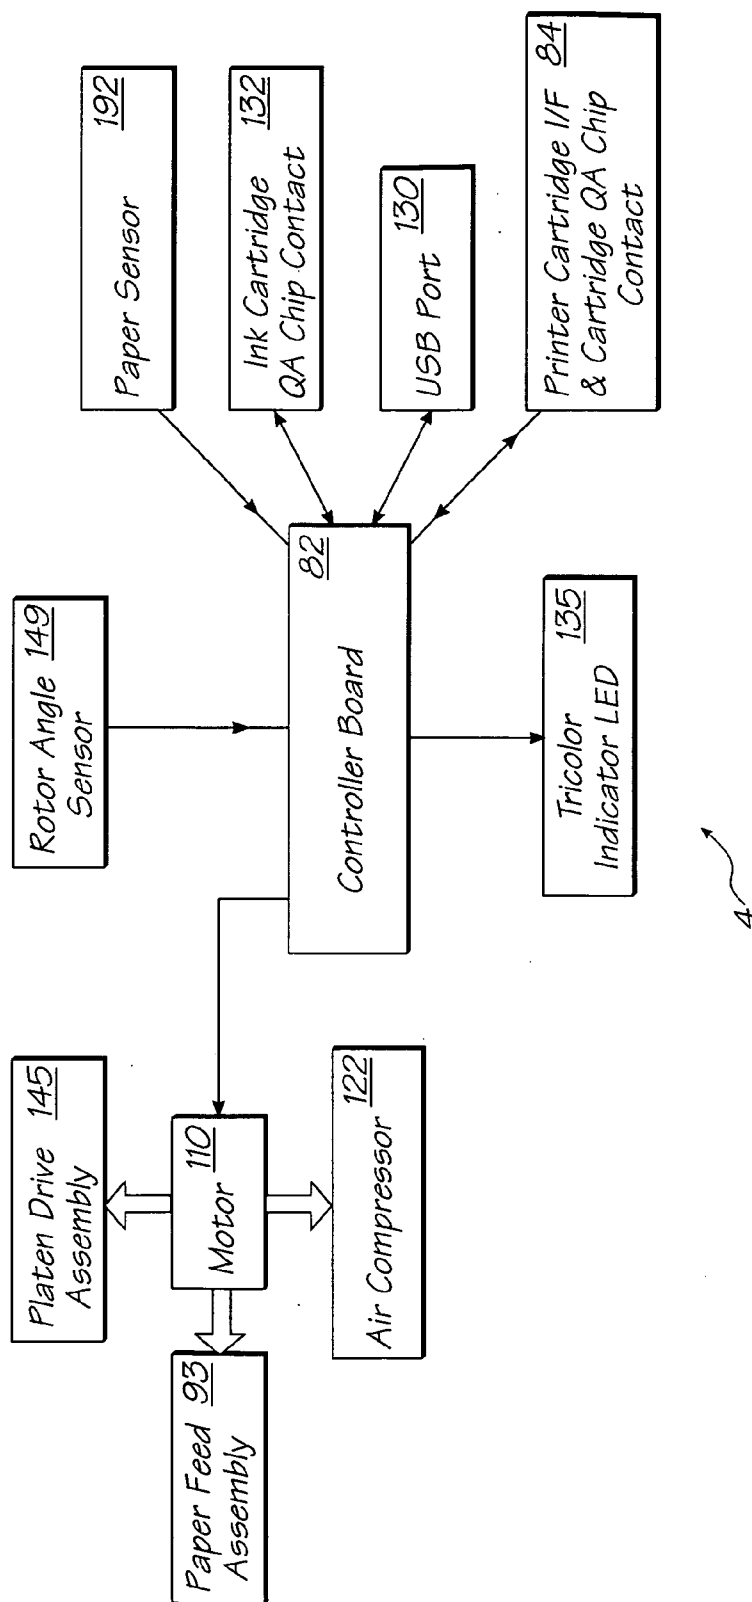 Platen Drive 145
Assembly
Rotor Angle 149
Sensor
Paper Sensor 192
Paper Feed 93
Assembly
Motor 110
Ink Cartridge 132
QA Chip Contact
Controller Board 82
Air Compressor 122
USB Port 130
Tricolor 135
Indicator LED
Printer Cartridge I/F 84
& Cartridge QA Chip
Contact
4